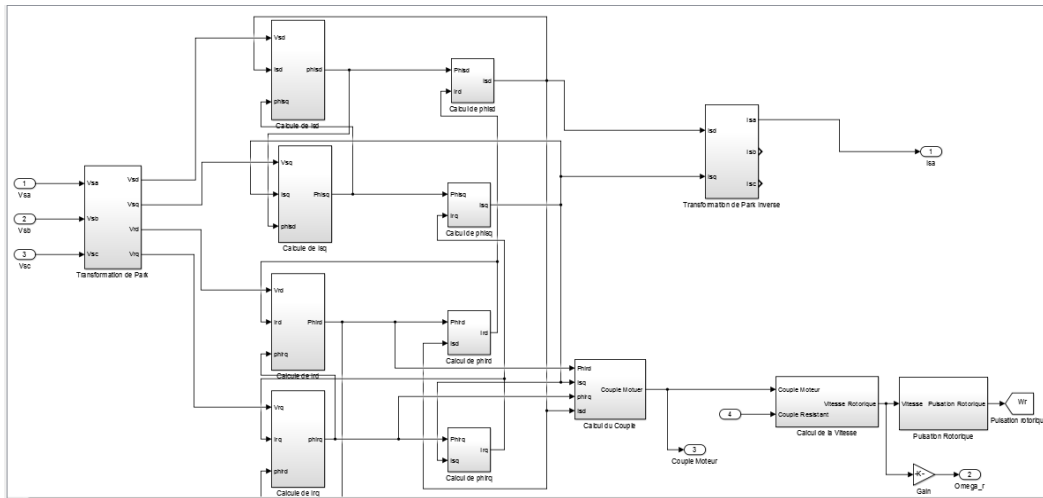 Vsd
Isd
phisq
phisd
Calcule de isd
Phisd
ird
Isd
Calcul de phisd
Vsq
Isq
phisd
Phisq
Calcule de isq
Phisq
irq
Isq
Calcul de phisq
1
Vsa
2
Vsb
3
Vsc
Vsa
Vsb
Vsc
Vsd
Vsq
Vrd
Vrq
Transformation de Park
Isd
Isq
Isa
Isb
Isc
Transformation de Park Inverse
1
Isa
Vrd
ird
phirq
Phird
Calcule de ird
Phird
isd
Ird
Calcul de phird
Vrq
irq
phird
phirq
Calcule de irq
Phirq
Isq
Irq
Calcul de phirq
Phird
Isq
phirq
Isd
Couple Motuer
Calcul du Couple
3
Couple Moteur
4
Couple Moteur
Couple Resistant
Vitesse Rotorique
Calcul de la Vitesse
Vitesse
Pulsation Rotorique
Pulsation Rotorique
Wr
Pulsation rotorique
-K-
Gain
2
Omega_r